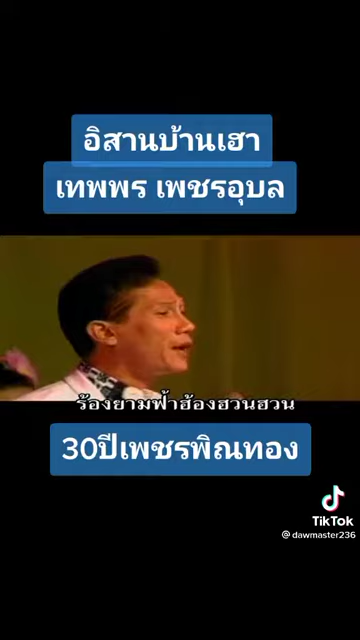 อิสานบ้านเฮา
เทพพร เพชรอุบล
ร้องยามฟ้าฮ้องฮวนฮวน
30ปีเพชรพิณทอง
TikTok
@dawmaster236